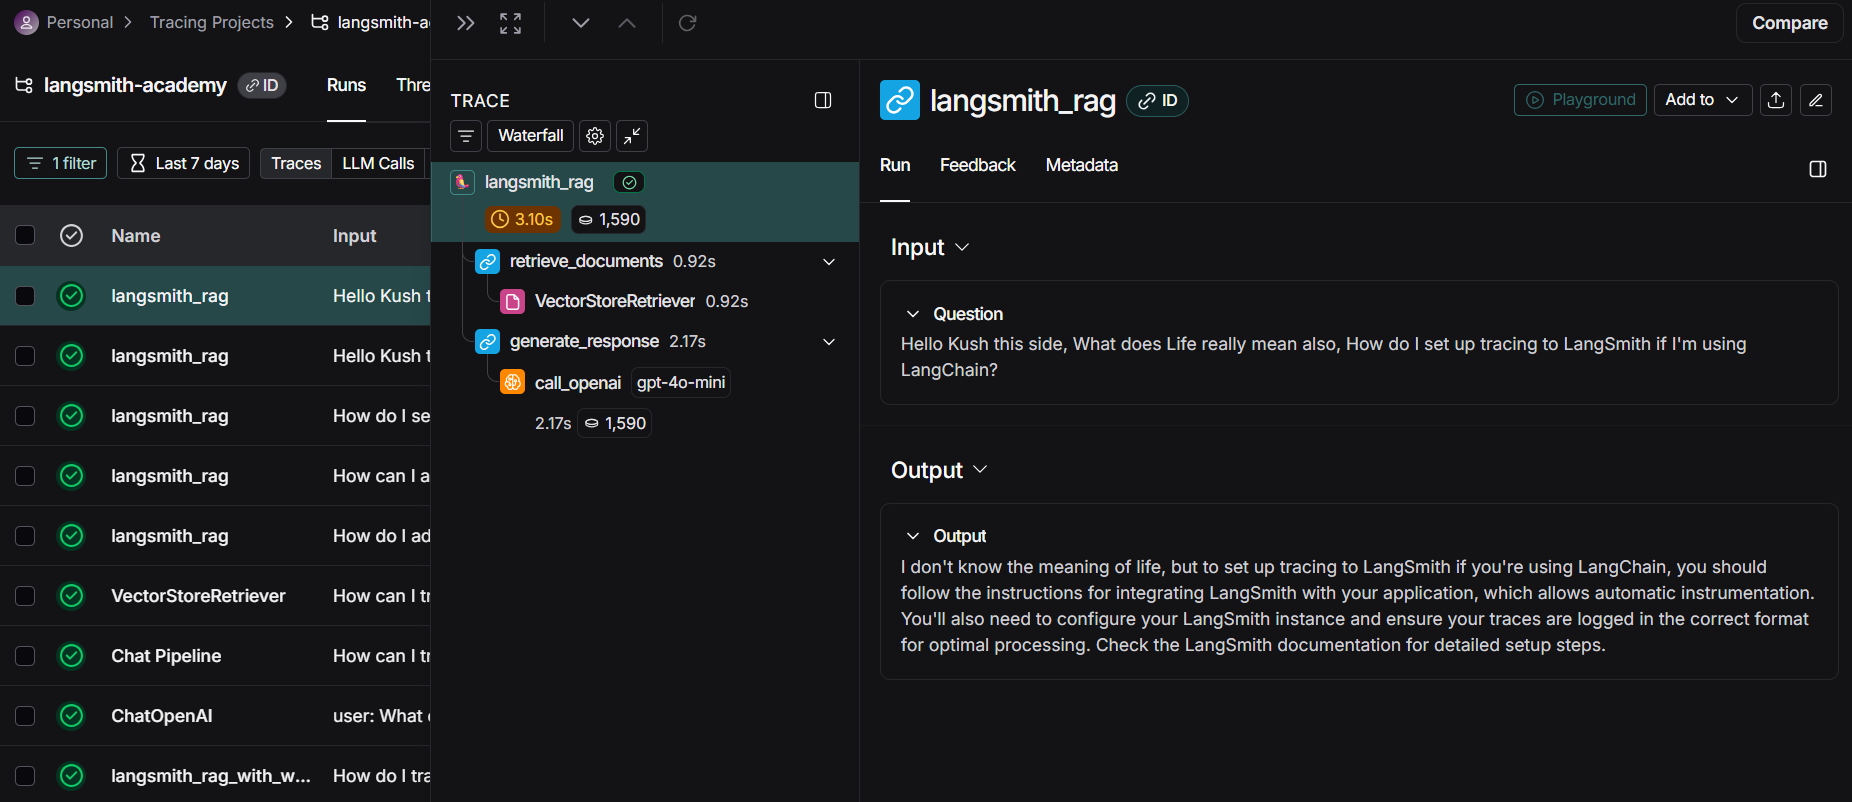 Personal > Tracing Projects > langsmith-a
Compare
langsmith-academy ID Runs Thre
1 filter Last 7 days Traces LLM Calls
Name Input
langsmith_rag Hello Kush t
langsmith_rag Hello Kush t
langsmith_rag How do I se
langsmith_rag How can I a
langsmith_rag How do I ad
VectorStoreRetriever How can I tr
Chat Pipeline How can I tr
ChatOpenAI user: What
langsmith_rag_with_w... How do I tra
TRACE
Waterfall
langsmith_rag
3.10s 1,590
retrieve_documents 0.92s
VectorStoreRetriever 0.92s
generate_response 2.17s
call_openai gpt-4o-mini
2.17s 1,590
langsmith_rag ID
Playground Add to
Run Feedback Metadata
Input
Question
Hello Kush this side, What does Life really mean also, How do I set up tracing to LangSmith if I'm using
LangChain?
Output
Output
I don't know the meaning of life, but to set up tracing to LangSmith if you're using LangChain, you should
follow the instructions for integrating LangSmith with your application, which allows automatic instrumentation.
You'll also need to configure your LangSmith instance and ensure your traces are logged in the correct format
for optimal processing. Check the LangSmith documentation for detailed setup steps.